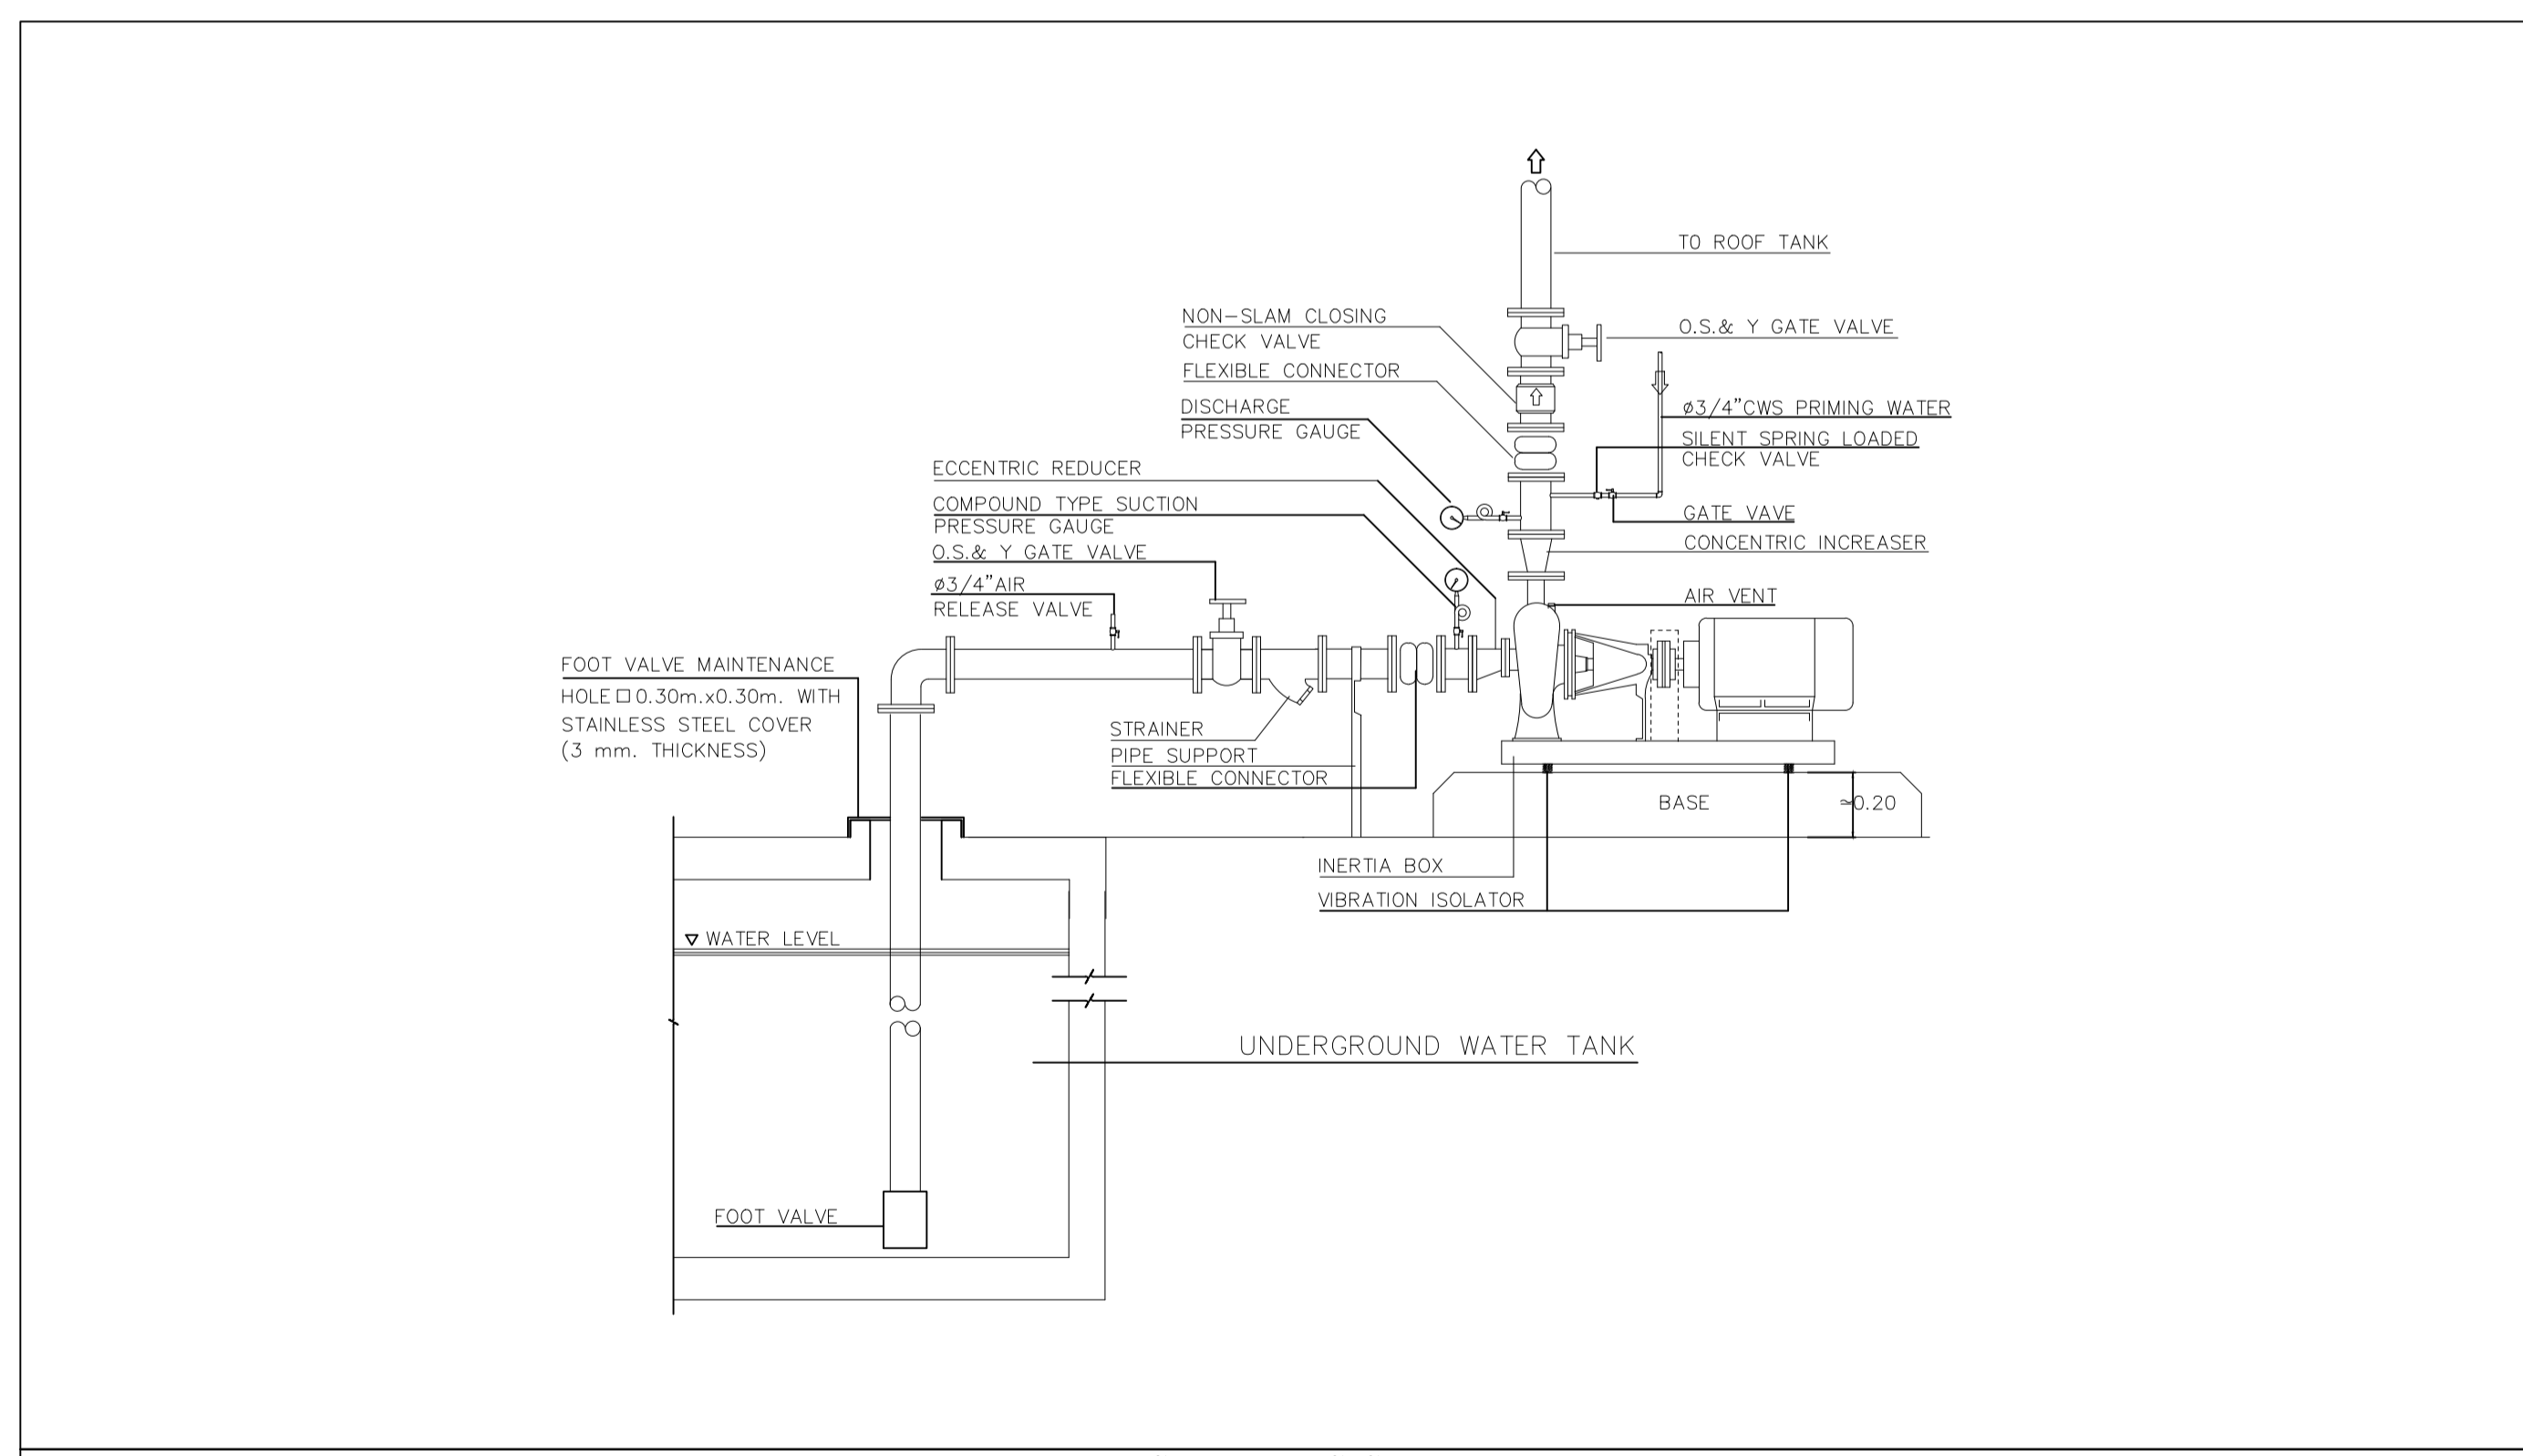 TO ROOF TANK
NON-SLAM CLOSING
CHECK VALVE
O.S.& Y GATE VALVE
FLEXIBLE CONNECTOR
DISCHARGE
PRESSURE GAUGE
ø3/4"CWS PRIMING WATER
SILENT SPRING LOADED
CHECK VALVE
ECCENTRIC REDUCER
COMPOUND TYPE SUCTION
PRESSURE GAUGE
GATE VAVE
CONCENTRIC INCREASER
O.S.& Y GATE VALVE
ø3/4"AIR
RELEASE VALVE
AIR VENT
FOOT VALVE MAINTENANCE
HOLE □ 0.30m.x0.30m. WITH
STAINLESS STEEL COVER
(3 mm. THICKNESS)
STRAINER
PIPE SUPPORT
FLEXIBLE CONNECTOR
BASE
≃0.20
INERTIA BOX
VIBRATION ISOLATOR
WATER LEVEL
UNDERGROUND WATER TANK
FOOT VALVE